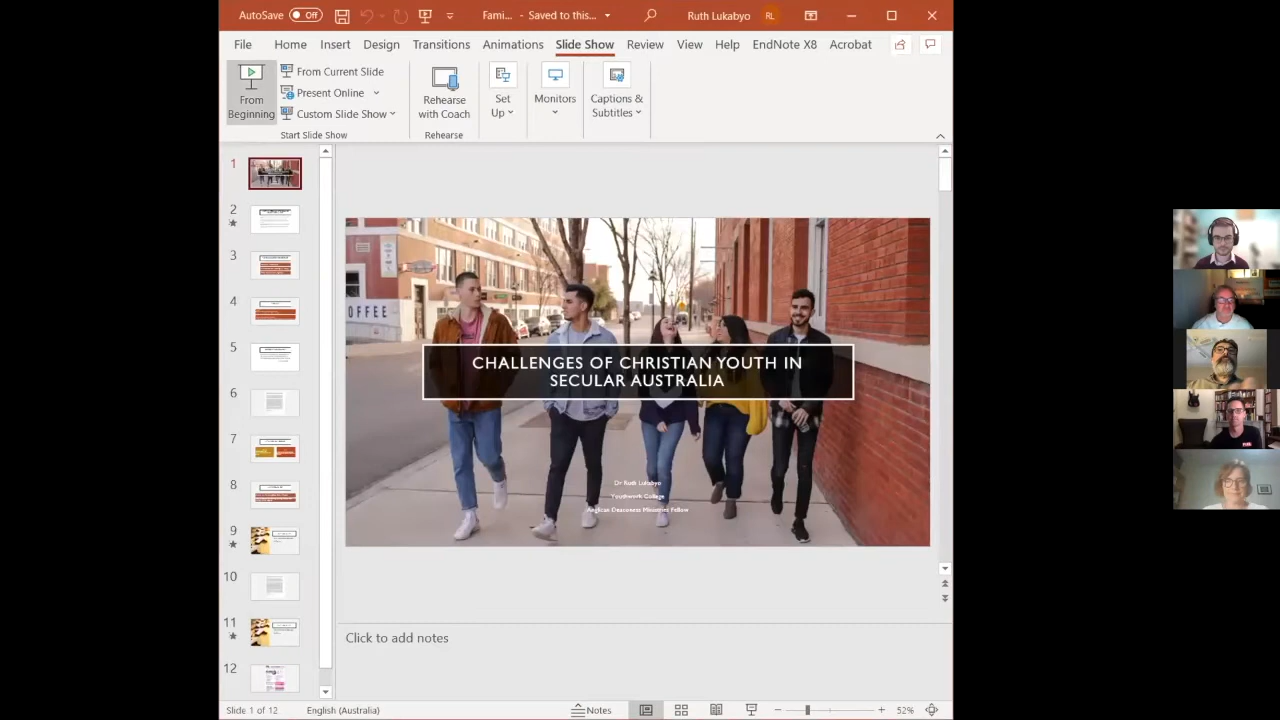 AutoSave Off
Fami... - Saved to this...
Ruth Lukabyo RL
File Home Insert Design Transitions Animations Slide Show Review View Help EndNote X8 Acrobat
From Beginning
From Current Slide
Present Online
Custom Slide Show
Start Slide Show
Rehearse with Coach
Rehearse
Set Up
Monitors
Captions & Subtitles
1
2
3
4
5
6
7
8
9
10
11
12
OFFEE
CHALLENGES OF CHRISTIAN YOUTH IN
SECULAR AUSTRALIA
Dr Ruth Lukabyo
Youthwork College
Anglican Deaconess Ministries Fellow
Click to add notes
Slide 1 of 12 English (Australia) Notes 52%